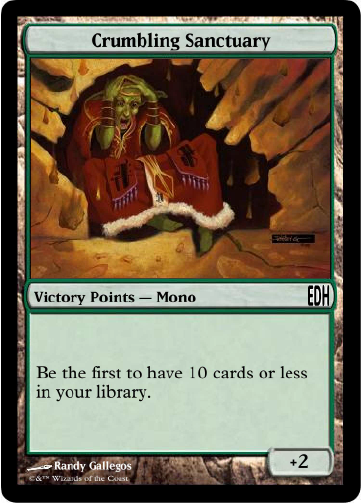 Crumbling Sanctuary
Victory Points — Mono
EDH
Be the first to have 10 cards or less
in your library.
+2
Randy Gallegos
©&™ Wizards of the Coast